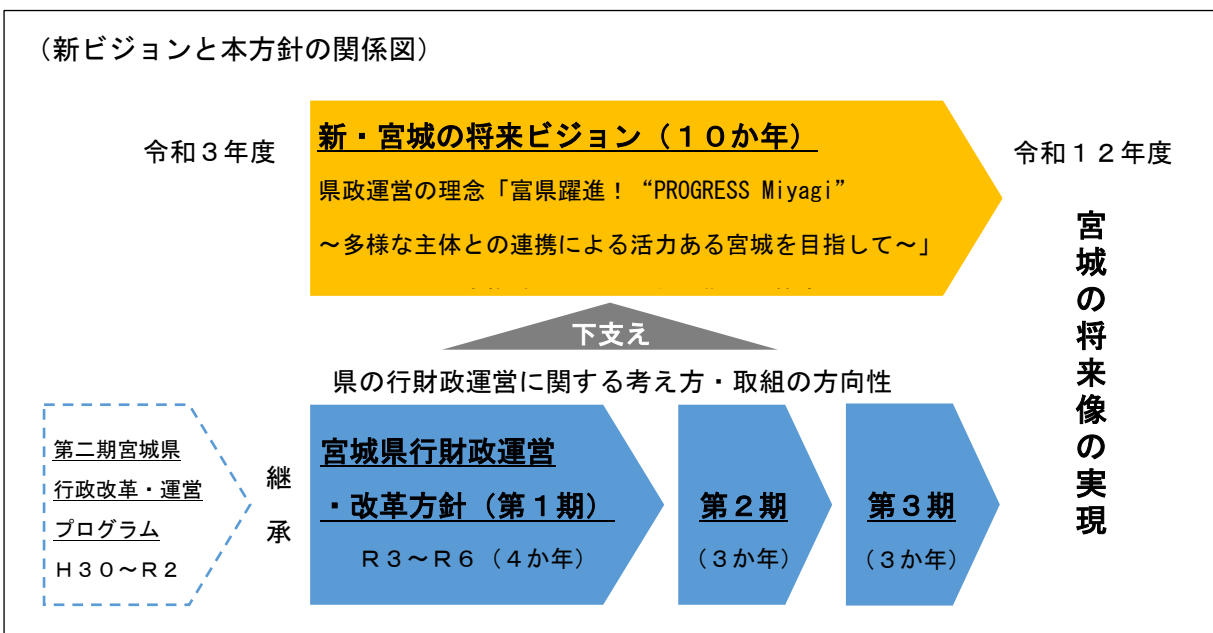 （新ビジョンと本方針の関係図）
令和３年度
新・宮城の将来ビジョン（１０か年）
県政運営の理念「富県躍進！“PROGRESS Miyagi”
～多様な主体との連携による活力ある宮城を目指して～」
令和１２年度
宮城の将来像の実現
下支え
県の行財政運営に関する考え方・取組の方向性
第二期宮城県
行政改革・運営
プログラム
Ｈ３０～Ｒ２
継承
宮城県行財政運営
・改革方針（第１期）
Ｒ３～Ｒ６（４か年）
第２期
（３か年）
第３期
（３か年）